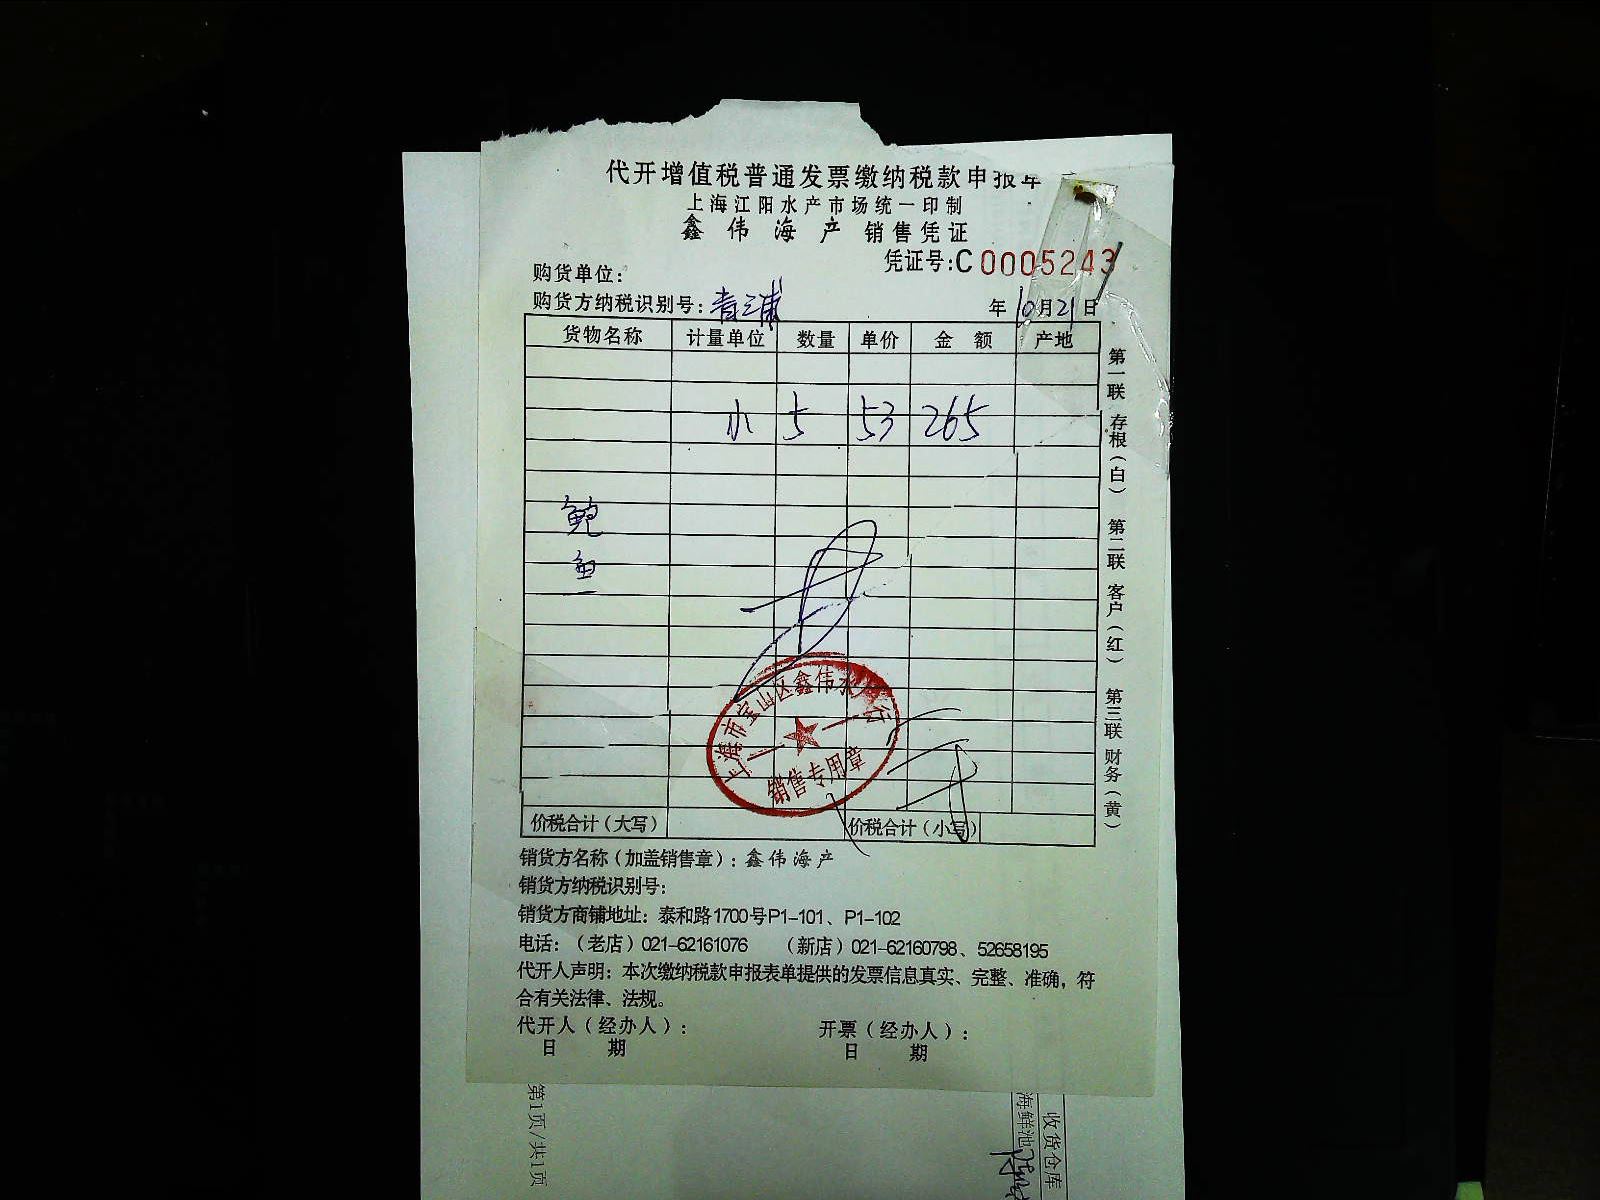 代开增值税普通发票缴纳税款申报单
上海江阳水产市场统一印制
鑫伟海产 销售凭证
凭证号:C 0005243
购货单位:
购货方纳税识别号:青浦
年10月21日
货物名称 计量单位 数量 单价 金额 产地
小 5 53 265
鲍
鱼
上海市宝山区鑫伟水产行
销售专用章
价税合计(大写) 价税合计(小写)
销货方名称(加盖销售章):鑫伟海产
销货方纳税识别号:
销货方商铺地址:泰和路1700号P1-101、P1-102
电话:(老店)021-62161076 (新店)021-62160798、52658195
代开人声明:本次缴纳税款申报表单提供的发票信息真实、完整、准确,符
合有关法律、法规。
代开人(经办人): 开票(经办人):
日 期 日 期
第一联 存根(白) 第二联 客户(红) 第三联 财务(黄)
第1页/共1页
收货仓库
海鲜池